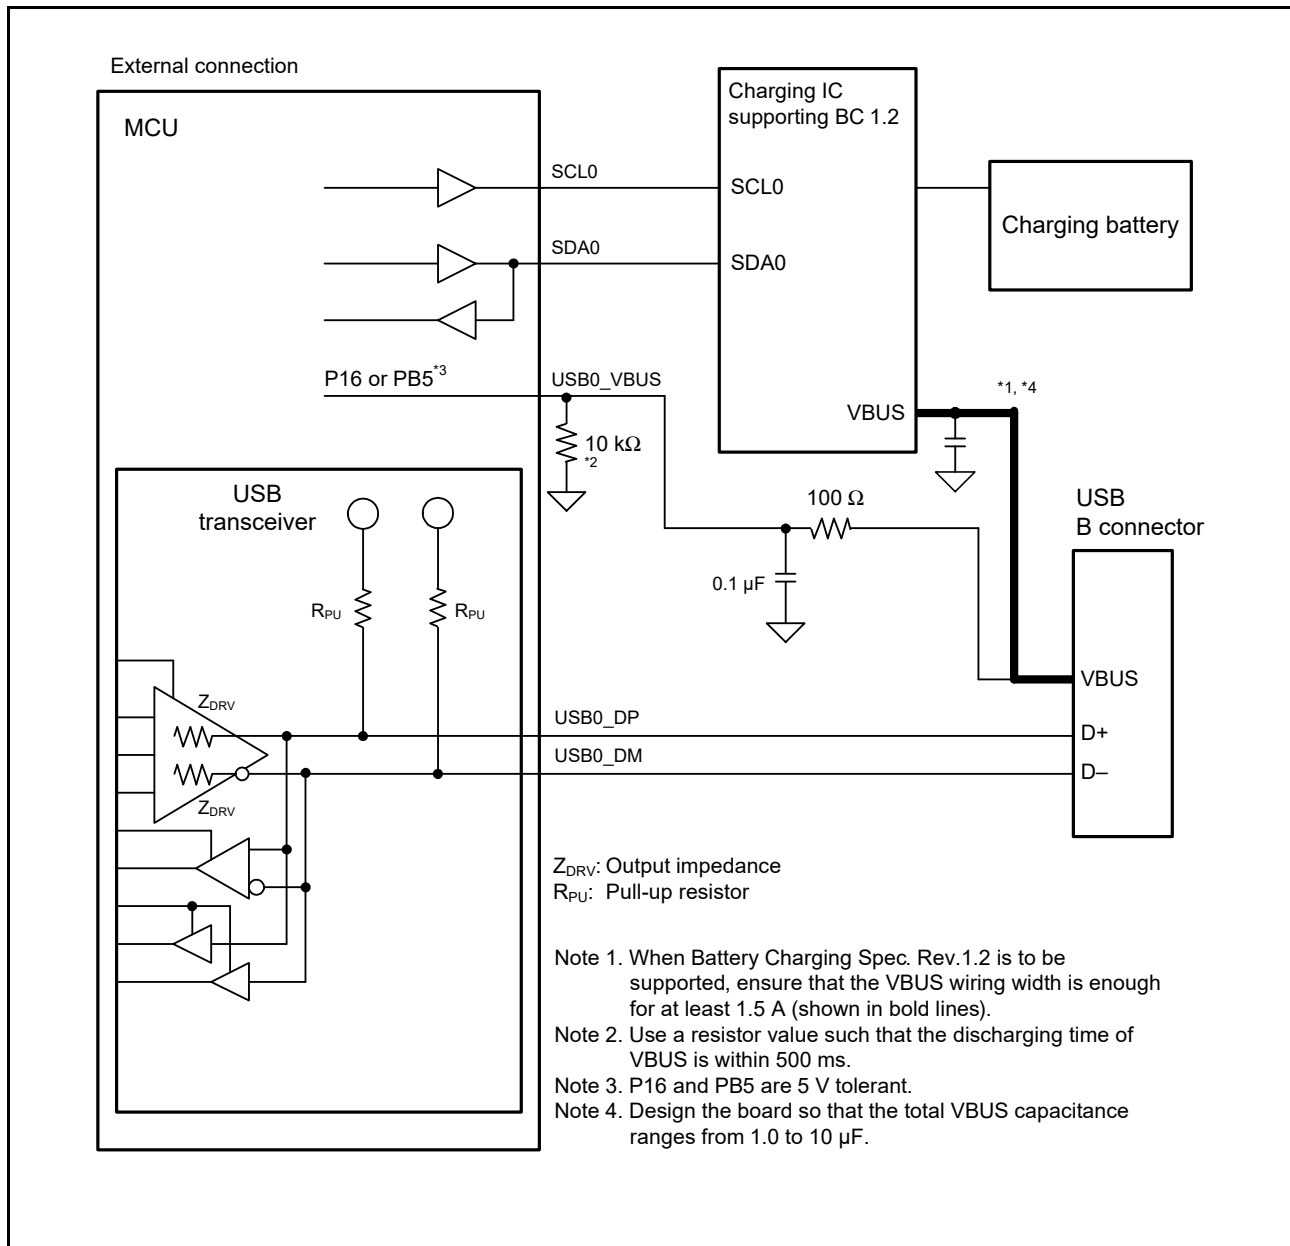 External connection
MCU
Charging IC
supporting BC 1.2
SCL0
SCL0
Charging battery
SDA0
SDA0
P16 or PB5*3
USB0_VBUS
*1, *4
VBUS
10 kΩ
*2
USB
transceiver
100 Ω
USB
B connector
0.1 µF
RPU
RPU
VBUS
ZDRV
USB0_DP
D+
USB0_DM
D–
ZDRV
ZDRV: Output impedance
RPU: Pull-up resistor
Note 1. When Battery Charging Spec. Rev.1.2 is to be
supported, ensure that the VBUS wiring width is enough
for at least 1.5 A (shown in bold lines).
Note 2. Use a resistor value such that the discharging time of
VBUS is within 500 ms.
Note 3. P16 and PB5 are 5 V tolerant.
Note 4. Design the board so that the total VBUS capacitance
ranges from 1.0 to 10 µF.